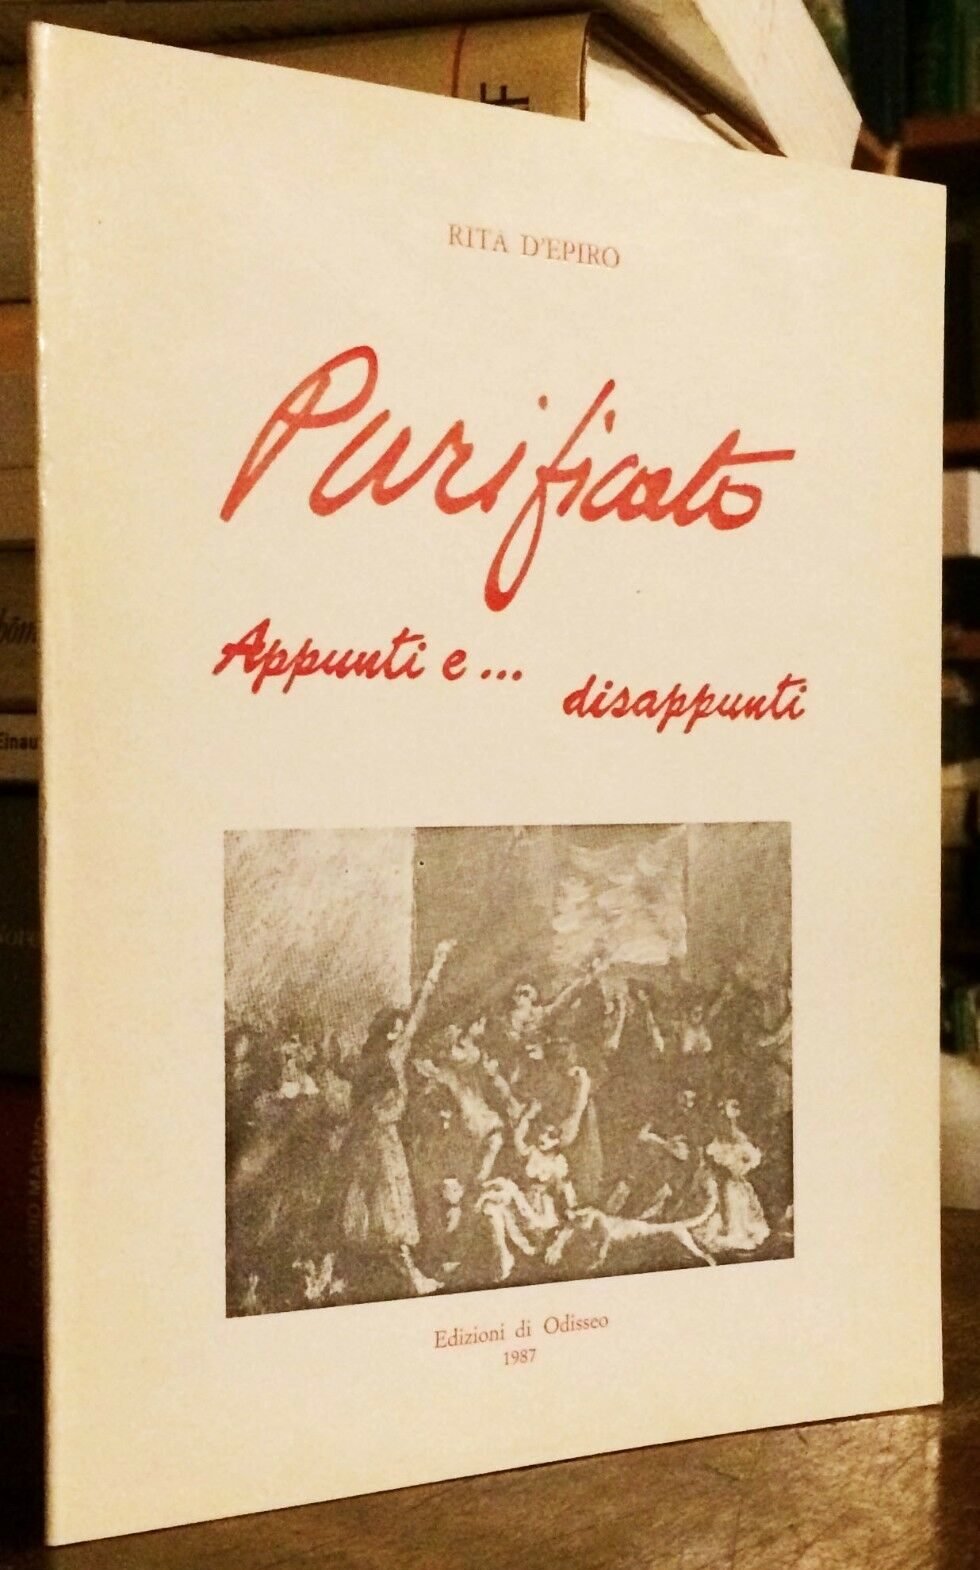 RITA D'EPIRO
Purificato
Appunti e...
disappunti
Edizioni di Odisseo
1987